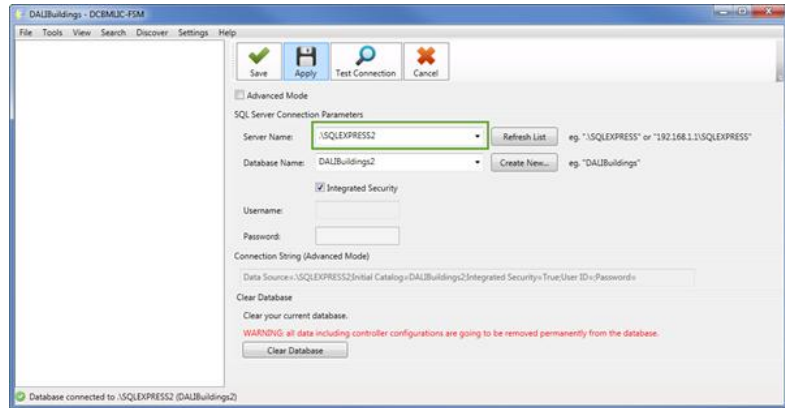 DALIBuildings - DCBMLIC-FSM
File Tools View Search Discover Settings Help
Save Apply Test Connection Cancel
Advanced Mode
SQL Server Connection Parameters
Server Name: .\SQLEXPRESS2 Refresh List eg. ".\SQLEXPRESS" or "192.168.1.1\SQLEXPRESS"
Database Name: DALIBuildings2 Create New... eg. "DALIBuildings"
Integrated Security
Username:
Password:
Connection String (Advanced Mode)
Data Source=.\SQLEXPRESS2;Initial Catalog=DALIBuildings2;Integrated Security=True;User ID=;Password=
Clear Database
Clear your current database.
WARNING: all data including controller configurations are going to be removed permanently from the database.
Clear Database
Database connected to .\SQLEXPRESS2 (DALIBuildings2)